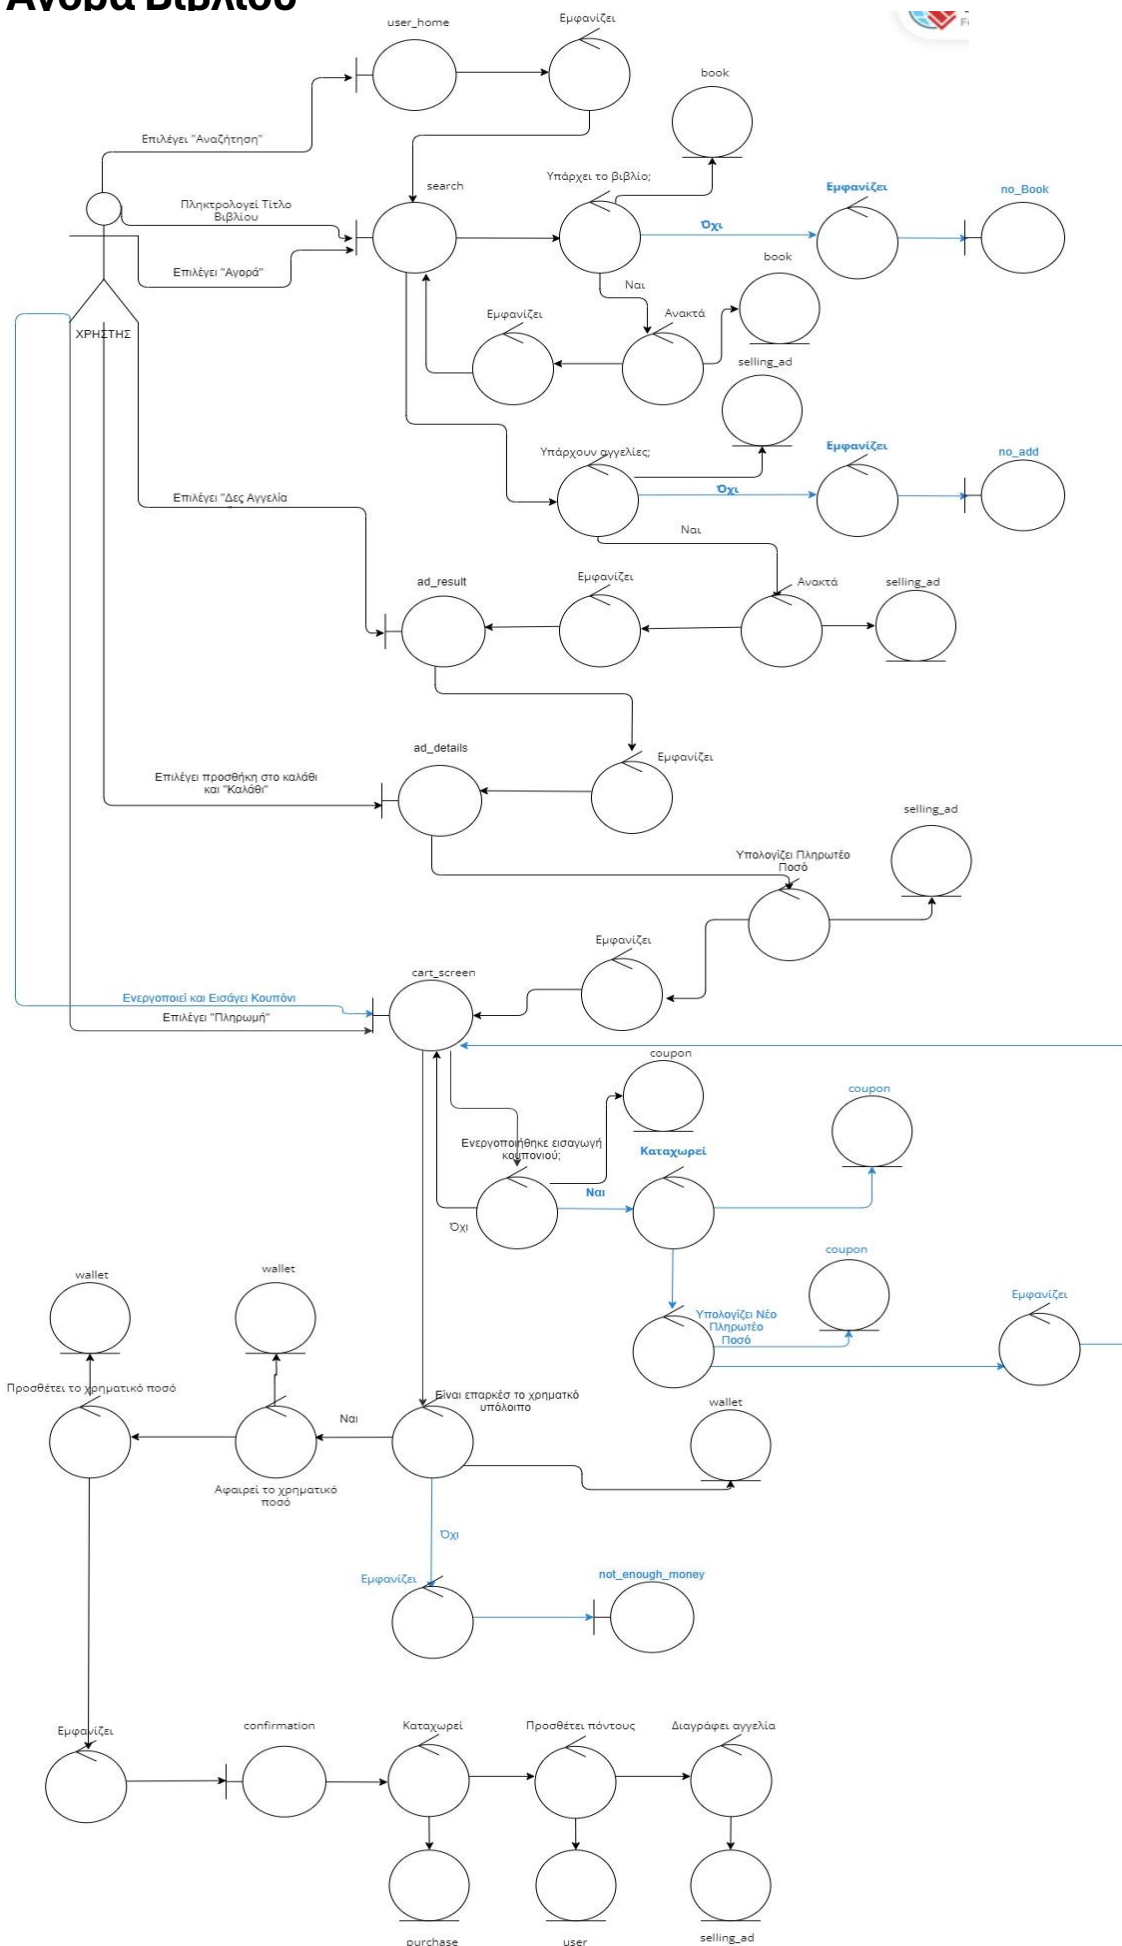 Αγορά Βιβλίου
user_home
Εμφανίζει
book
Επιλέγει "Αναζήτηση"
Υπάρχει το βιβλίο;
search
Εμφανίζει
no_Book
Πληκτρολογεί Τίτλο
Βιβλίου
Όχι
book
Επιλέγει "Αγορά"
Ναι
Εμφανίζει
Ανακτά
ΧΡΗΣΤΗΣ
selling_ad
Υπάρχουν αγγελίες;
Εμφανίζει
no_add
Όχι
Επιλέγει "Δες Αγγελία
"
Ναι
ad_result
Εμφανίζει
Ανακτά
selling_ad
ad_details
Εμφανίζει
Επιλέγει προσθήκη στο καλάθι
και "Καλάθι"
selling_ad
Υπολογίζει Πληρωτέο
Ποσό
Εμφανίζει
cart_screen
Ενεργοποιεί και Εισάγει Κουπόνι
Επιλέγει "Πληρωμή"
coupon
coupon
Ενεργοποιήθηκε εισαγωγή
κουπονιού;
Καταχωρεί
Ναι
Όχι
coupon
wallet
wallet
Εμφανίζει
Υπολογίζει Νέο
Πληρωτέο
Ποσό
Προσθέτει το χρηματικό ποσό
Είναι επαρκέσ το χρηματκό
υπόλοιπο
wallet
Ναι
Αφαιρεί το χρηματικό
ποσό
Όχι
Εμφανίζει
not_enough_money
Εμφανίζει
confirmation
Καταχωρεί
Προσθέτει πόντους
Διαγράφει αγγελία
purchase
user
selling_ad